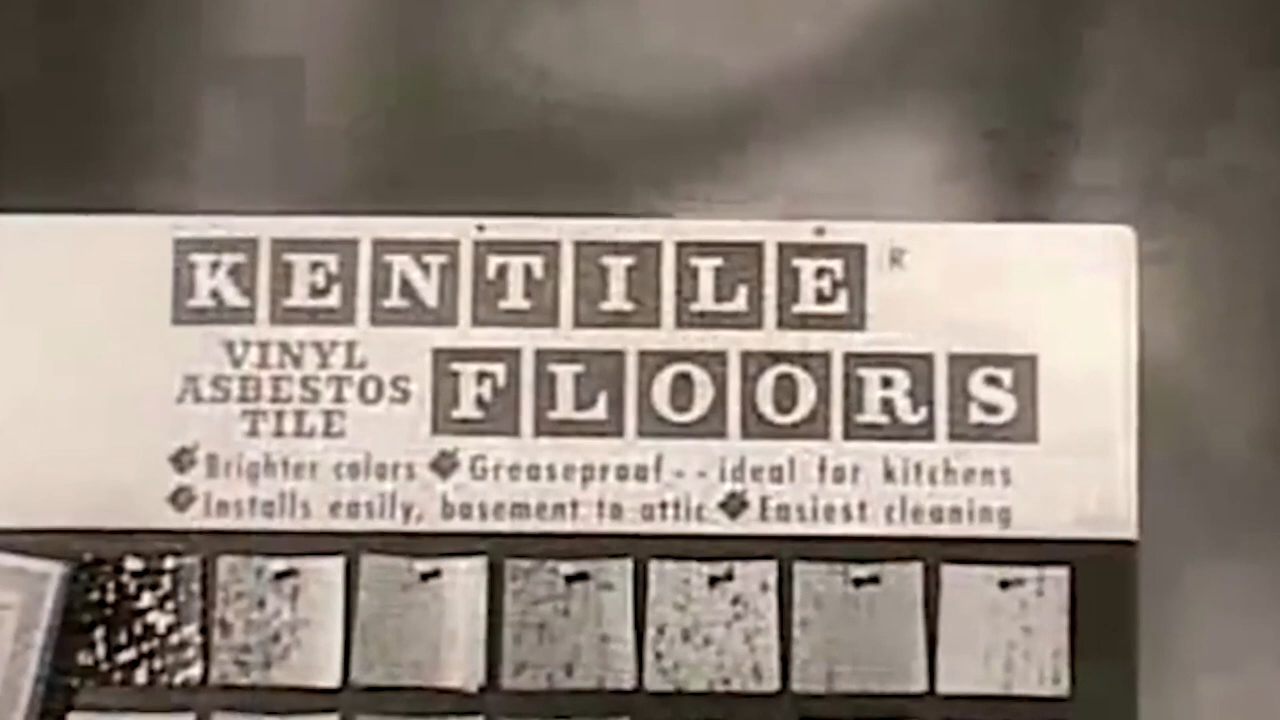 KENTILE ®
VINYL
ASBESTOS
TILE
FLOORS
Brighter colors Greaseproof -- ideal for kitchens
Installs easily, basement to attic Easiest cleaning